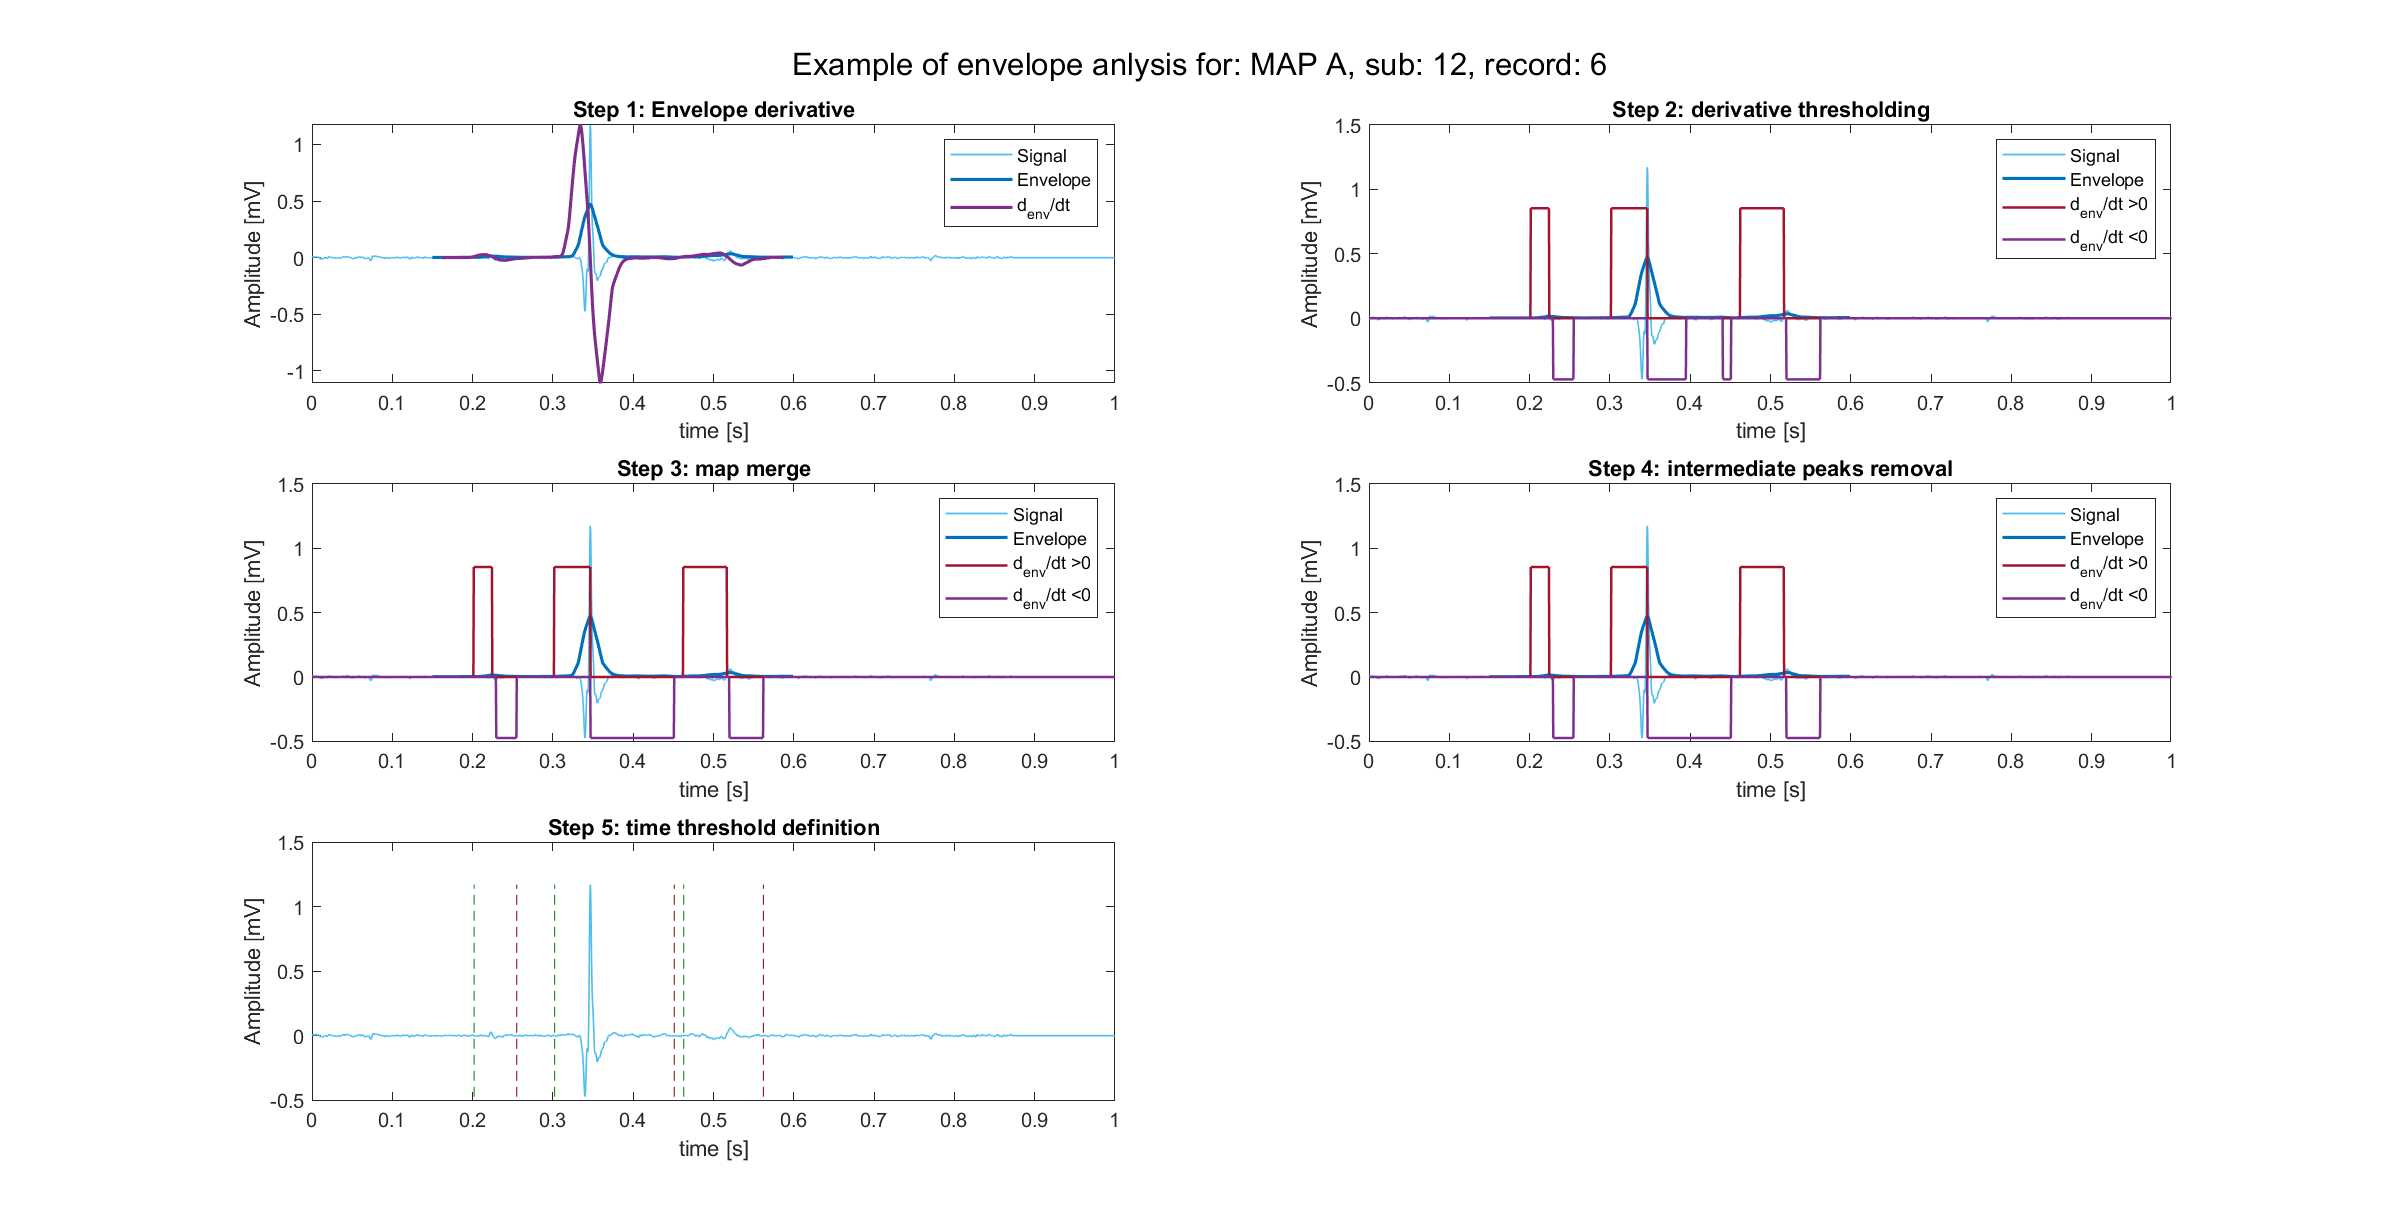 Example of envelope anlysis for: MAP A, sub: 12, record: 6
Step 1: Envelope derivative
1
0.5
0
-0.5
-1
Amplitude [mV]
0 0.1 0.2 0.3 0.4 0.5 0.6 0.7 0.8 0.9 1
time [s]
Signal
Envelope
d_env/dt
Step 2: derivative thresholding
1.5
1
0.5
0
-0.5
Amplitude [mV]
0 0.1 0.2 0.3 0.4 0.5 0.6 0.7 0.8 0.9 1
time [s]
Signal
Envelope
d_env/dt >0
d_env/dt <0
Step 3: map merge
1.5
1
0.5
0
-0.5
Amplitude [mV]
0 0.1 0.2 0.3 0.4 0.5 0.6 0.7 0.8 0.9 1
time [s]
Signal
Envelope
d_env/dt >0
d_env/dt <0
Step 4: intermediate peaks removal
1.5
1
0.5
0
-0.5
Amplitude [mV]
0 0.1 0.2 0.3 0.4 0.5 0.6 0.7 0.8 0.9 1
time [s]
Signal
Envelope
d_env/dt >0
d_env/dt <0
Step 5: time threshold definition
1.5
1
0.5
0
-0.5
Amplitude [mV]
0 0.1 0.2 0.3 0.4 0.5 0.6 0.7 0.8 0.9 1
time [s]